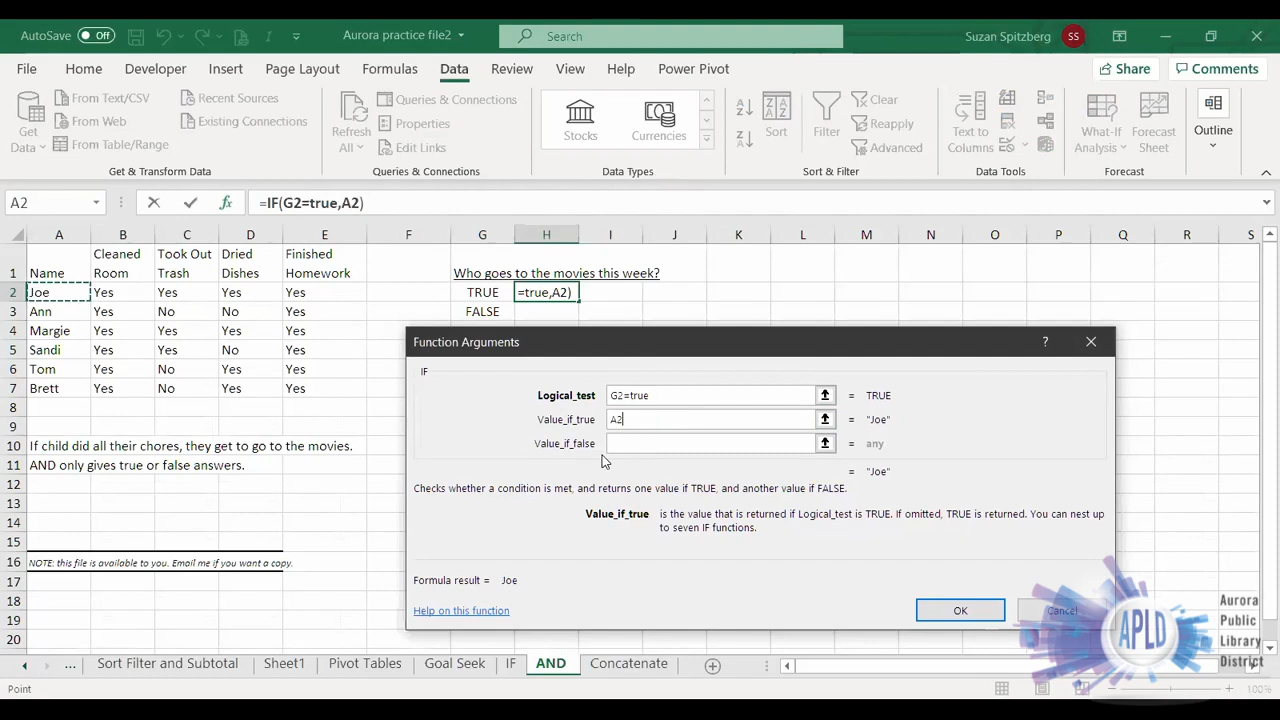 AutoSave Off Aurora practice file2 Search Suzan Spitzberg SS
File Home Developer Insert Page Layout Formulas Data Review View Help Power Pivot Share Comments
Get Data From Text/CSV From Web From Table/Range Recent Sources Existing Connections
Refresh All Queries & Connections Properties Edit Links
Stocks Currencies
Sort Filter Clear Reapply Advanced
Text to Columns What-If Analysis Forecast Sheet Outline
Get & Transform Data Queries & Connections Data Types Sort & Filter Data Tools Forecast
A2 fx =IF(G2=true,A2)
A B C D E F G H I J K L M N O P Q R S
1 Name Cleaned Room Took Out Trash Dried Dishes Finished Homework Who goes to the movies this week?
2 Joe Yes Yes Yes Yes TRUE =true,A2)
3 Ann Yes No No Yes FALSE
4 Margie Yes Yes Yes Yes
5 Sandi Yes Yes No Yes
6 Tom Yes No Yes Yes
7 Brett Yes No Yes Yes
8
9
10 If child did all their chores, they get to go to the movies.
11 AND only gives true or false answers.
12
13
14
15
16 NOTE: this file is available to you. Email me if you want a copy.
17
18
19
20
Function Arguments ?
IF
Logical_test G2=true = TRUE
Value_if_true A2 = "Joe"
Value_if_false = any
= "Joe"
Checks whether a condition is met, and returns one value if TRUE, and another value if FALSE.
Value_if_true is the value that is returned if Logical_test is TRUE. If omitted, TRUE is returned. You can nest up
to seven IF functions.
Formula result = Joe
Help on this function OK Cancel
APLD
Aurora
Public
Library
District
... Sort Filter and Subtotal Sheet1 Pivot Tables Goal Seek IF AND Concatenate
Point 100%